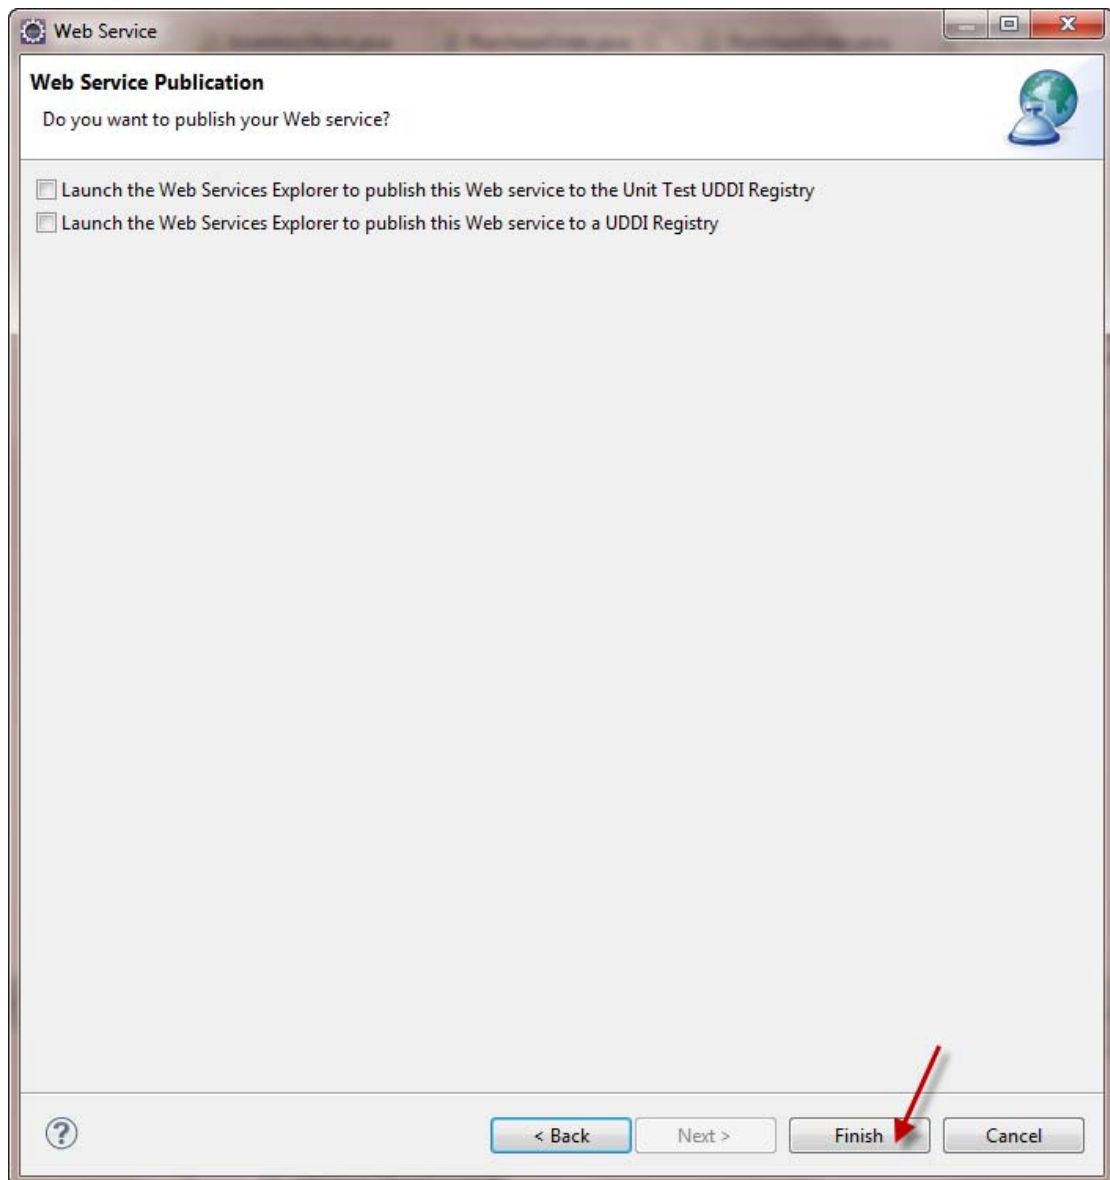 Web Service
Web Service Publication
Do you want to publish your Web service?
Launch the Web Services Explorer to publish this Web service to the Unit Test UDDI Registry
Launch the Web Services Explorer to publish this Web service to a UDDI Registry
?
< Back
Next >
Finish
Cancel